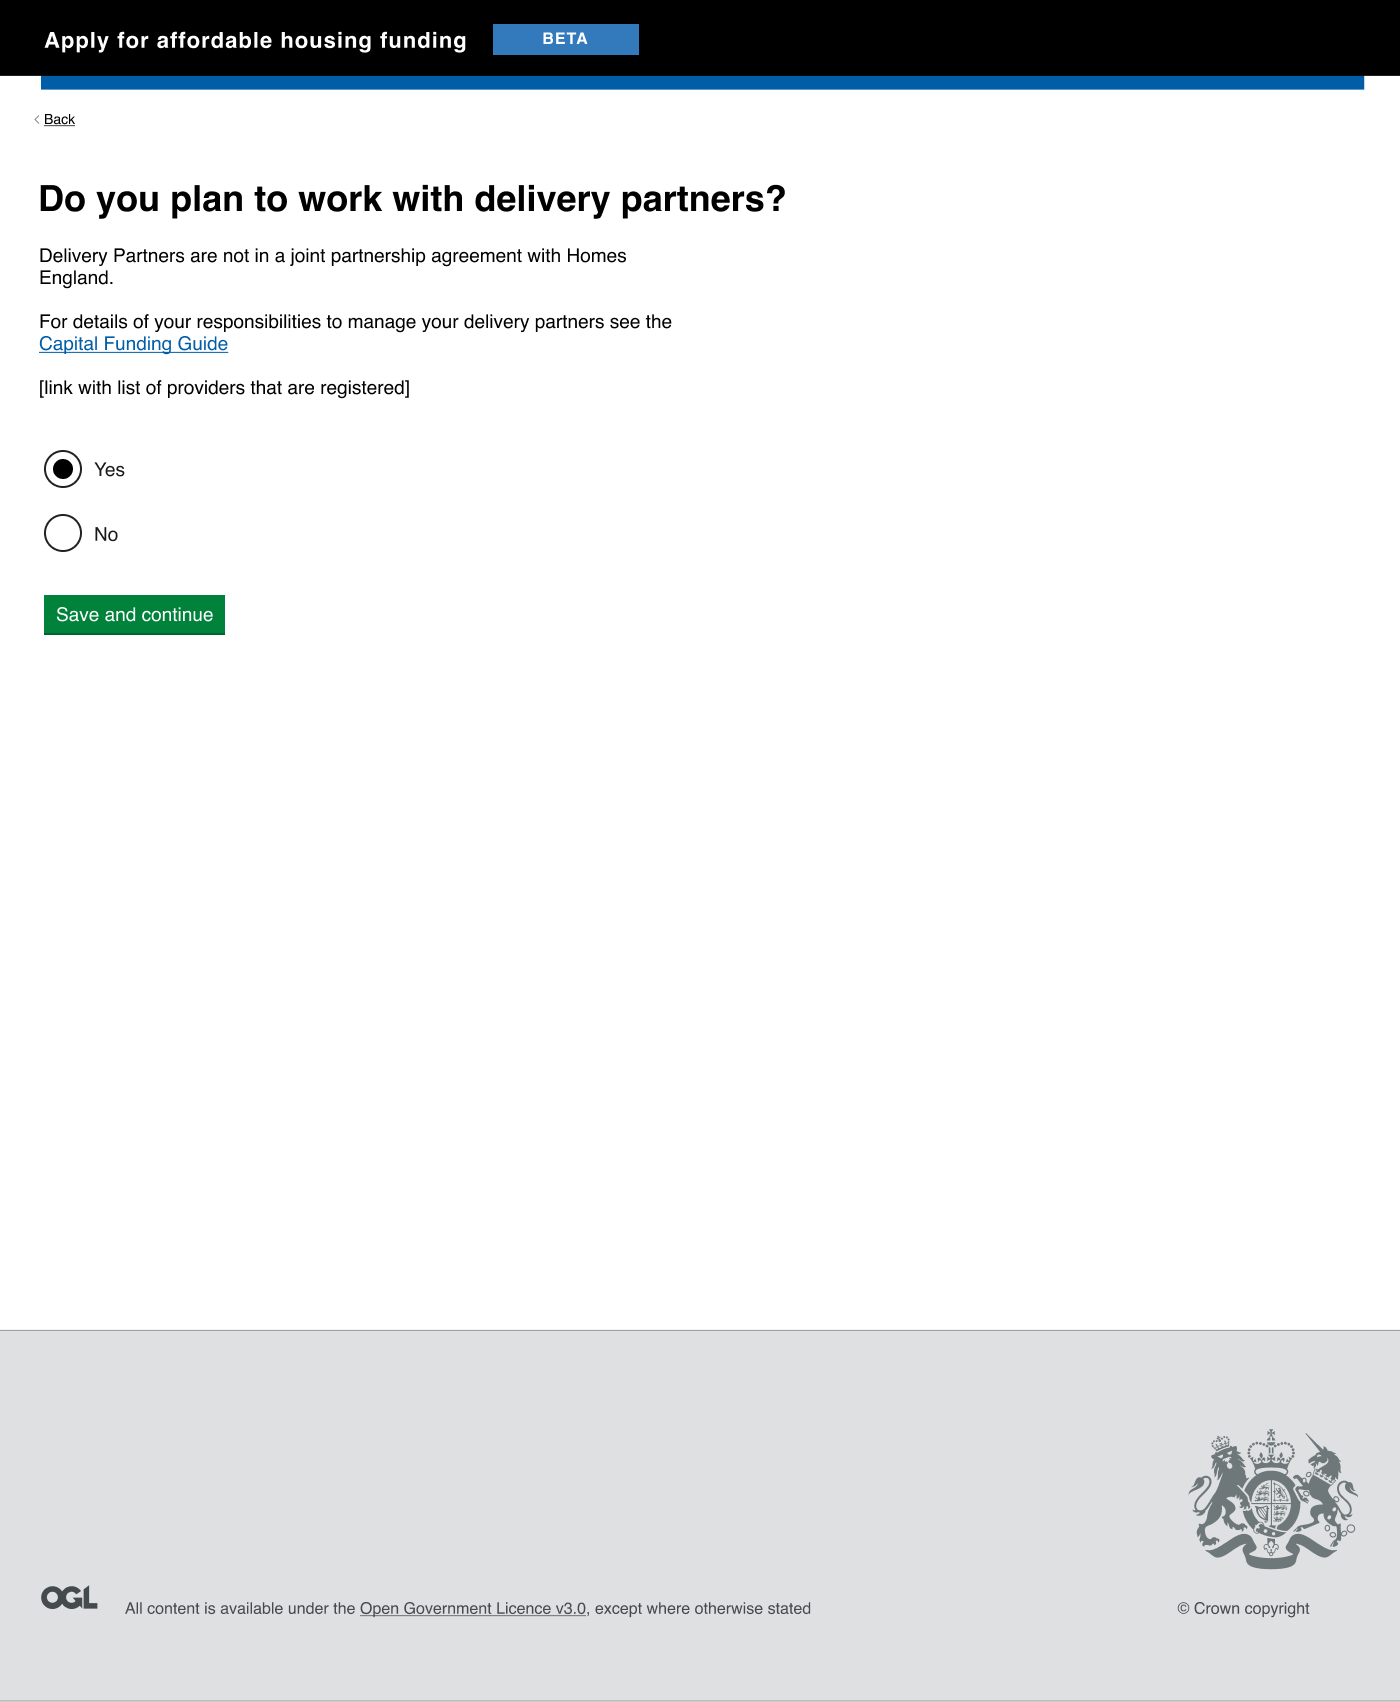 Apply for affordable housing funding
BETA
Back
Do you plan to work with delivery partners?
Delivery Partners are not in a joint partnership agreement with Homes
England.
For details of your responsibilities to manage your delivery partners see the
Capital Funding Guide
[link with list of providers that are registered]
Yes
No
Save and continue
OGL
All content is available under the Open Government Licence v3.0, except where otherwise stated
© Crown copyright